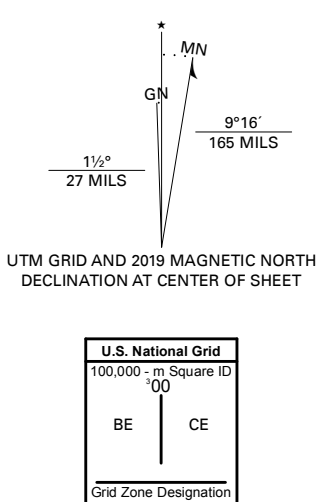 ★
MN
GN
9°16´
165 MILS
1½°
27 MILS
UTM GRID AND 2019 MAGNETIC NORTH
DECLINATION AT CENTER OF SHEET
U.S. National Grid
100,000 - m Square ID
³00
BE CE
Grid Zone Designation